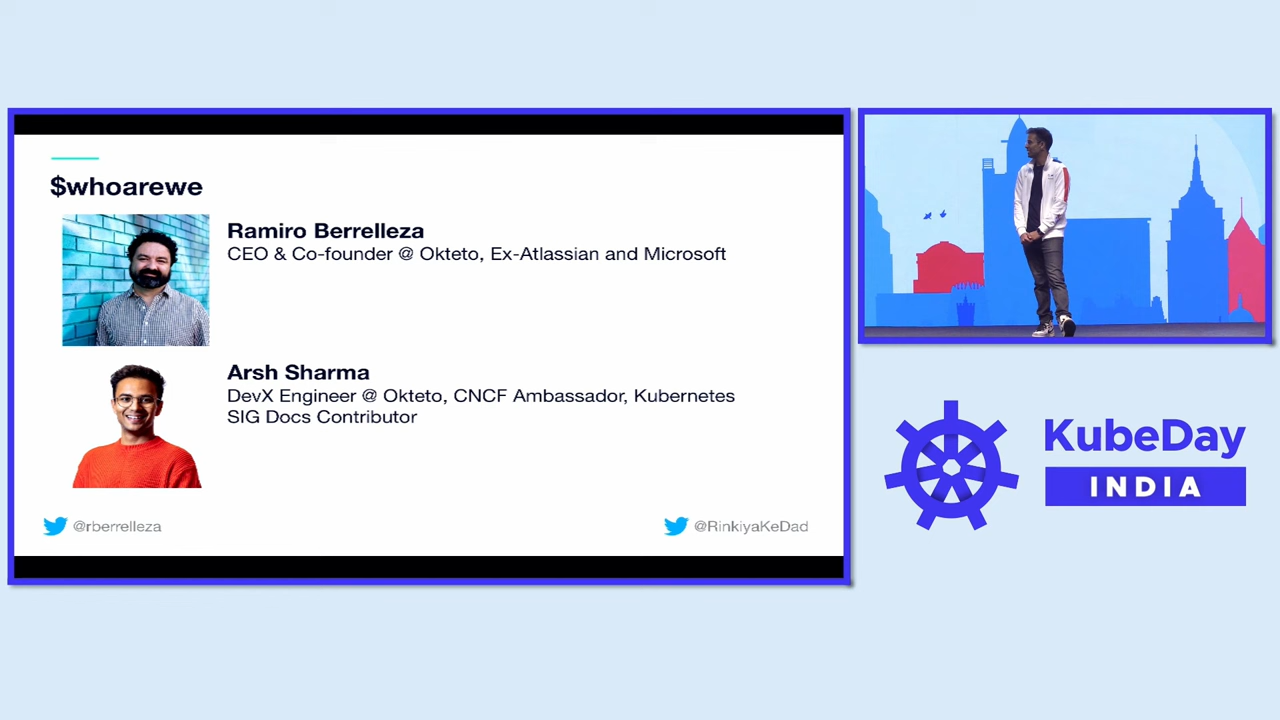 $whoarewe
Ramiro Berrelleza
CEO & Co-founder @ Okteto, Ex-Atlassian and Microsoft
Arsh Sharma
DevX Engineer @ Okteto, CNCF Ambassador, Kubernetes
SIG Docs Contributor
@rberrelleza
@RinkiyaKeDad
KubeDay
INDIA